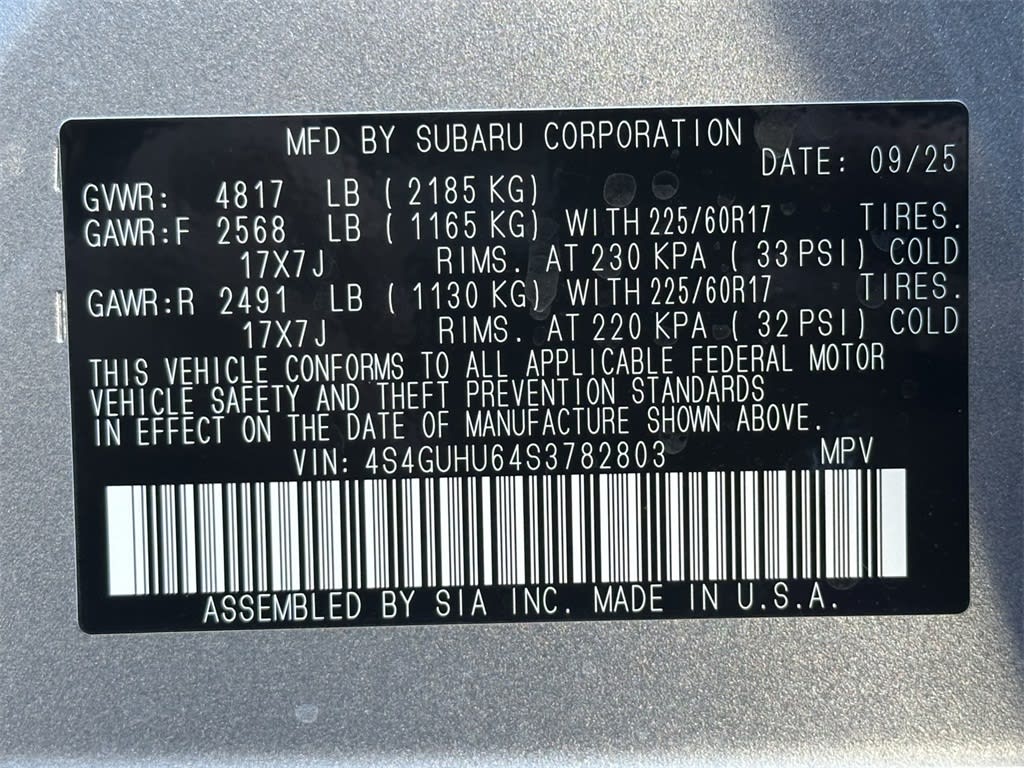 MFD BY SUBARU CORPORATION
DATE: 09/25
GVWR: 4817 LB (2185 KG)
GAWR:F 2568 LB (1165 KG) WITH 225/60R17 TIRES.
17X7J RIMS. AT 230 KPA (33 PSI) COLD
GAWR:R 2491 LB (1130 KG) WITH 225/60R17 TIRES.
17X7J RIMS. AT 220 KPA (32 PSI) COLD
THIS VEHICLE CONFORMS TO ALL APPLICABLE FEDERAL MOTOR
VEHICLE SAFETY AND THEFT PREVENTION STANDARDS
IN EFFECT ON THE DATE OF MANUFACTURE SHOWN ABOVE.
VIN: 4S4GUHU64S3782803 MPV
ASSEMBLED BY SIA INC. MADE IN U.S.A.